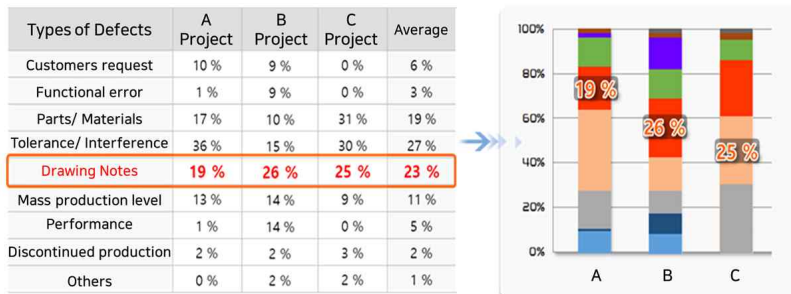 Types of Defects A Project B Project C Project Average
Customers request 10 % 9 % 0 % 6 %
Functional error 1 % 9 % 0 % 3 %
Parts/ Materials 17 % 10 % 31 % 19 %
Tolerance/ Interference 36 % 15 % 30 % 27 %
Drawing Notes 19 % 26 % 25 % 23 %
Mass production level 13 % 14 % 9 % 11 %
Performance 1 % 14 % 0 % 5 %
Discontinued production 2 % 2 % 3 % 2 %
Others 0 % 2 % 2 % 1 %
100%
80%
60%
40%
20%
0%
19 %
26 %
25 %
A B C